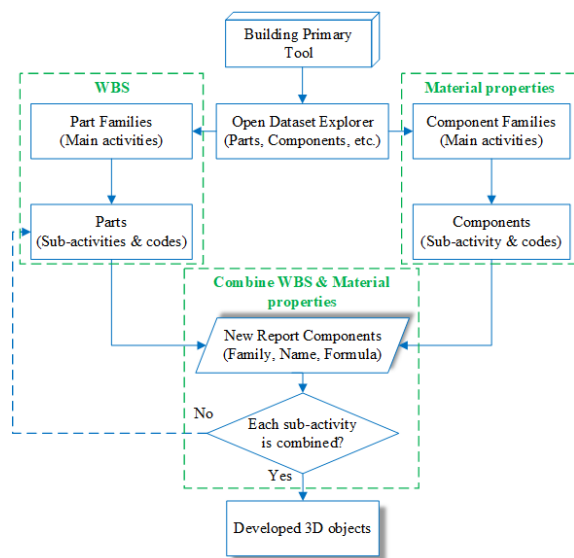 Building Primary
Tool
WBS
Material properties
Part Families
(Main activities)
Open Dataset Explorer
(Parts, Components, etc.)
Component Families
(Main activities)
Parts
(Sub-activities & codes)
Components
(Sub-activity & codes)
Combine WBS & Material
properties
New Report Components
(Family, Name, Formula)
No
Each sub-activity
is combined?
Yes
Developed 3D objects